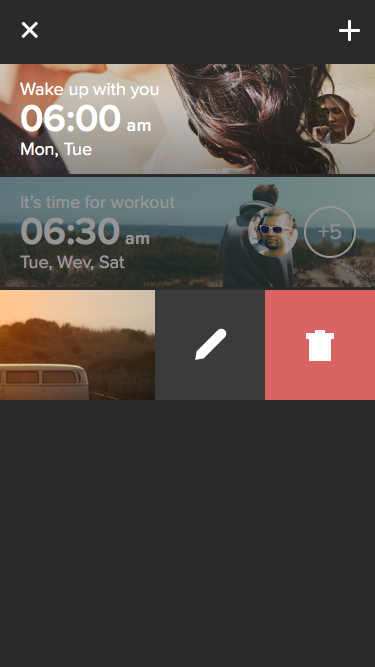 Wake up with you
06:00 am
Mon, Tue
It's time for workout
06:30 am
+5
Tue, Wev, Sat